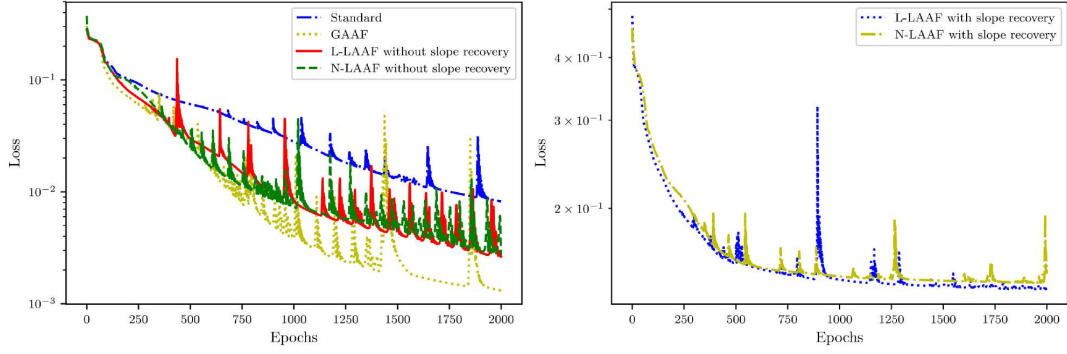 Standard
GAAF
L-LAAF without slope recovery
N-LAAF without slope recovery
10⁻¹
10⁻²
10⁻³
Loss
0 250 500 750 1000 1250 1500 1750 2000
Epochs
L-LAAF with slope recovery
N-LAAF with slope recovery
4 × 10⁻¹
3 × 10⁻¹
2 × 10⁻¹
Loss
0 250 500 750 1000 1250 1500 1750 2000
Epochs